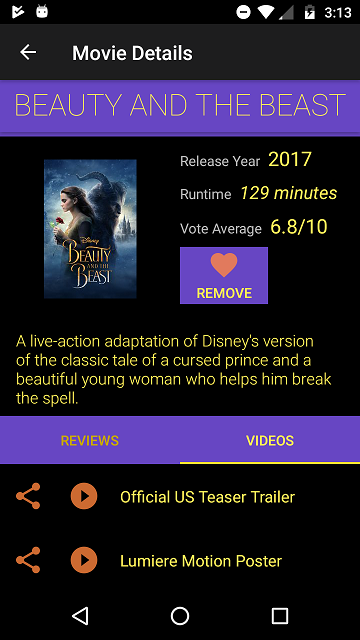 3:13
Movie Details
BEAUTY AND THE BEAST
Release Year 2017
Runtime 129 minutes
Vote Average 6.8/10
Disney
BEAUTY
AND THE
BEAST
REMOVE
A live-action adaptation of Disney's version
of the classic tale of a cursed prince and a
beautiful young woman who helps him break
the spell.
REVIEWS VIDEOS
Official US Teaser Trailer
Lumiere Motion Poster